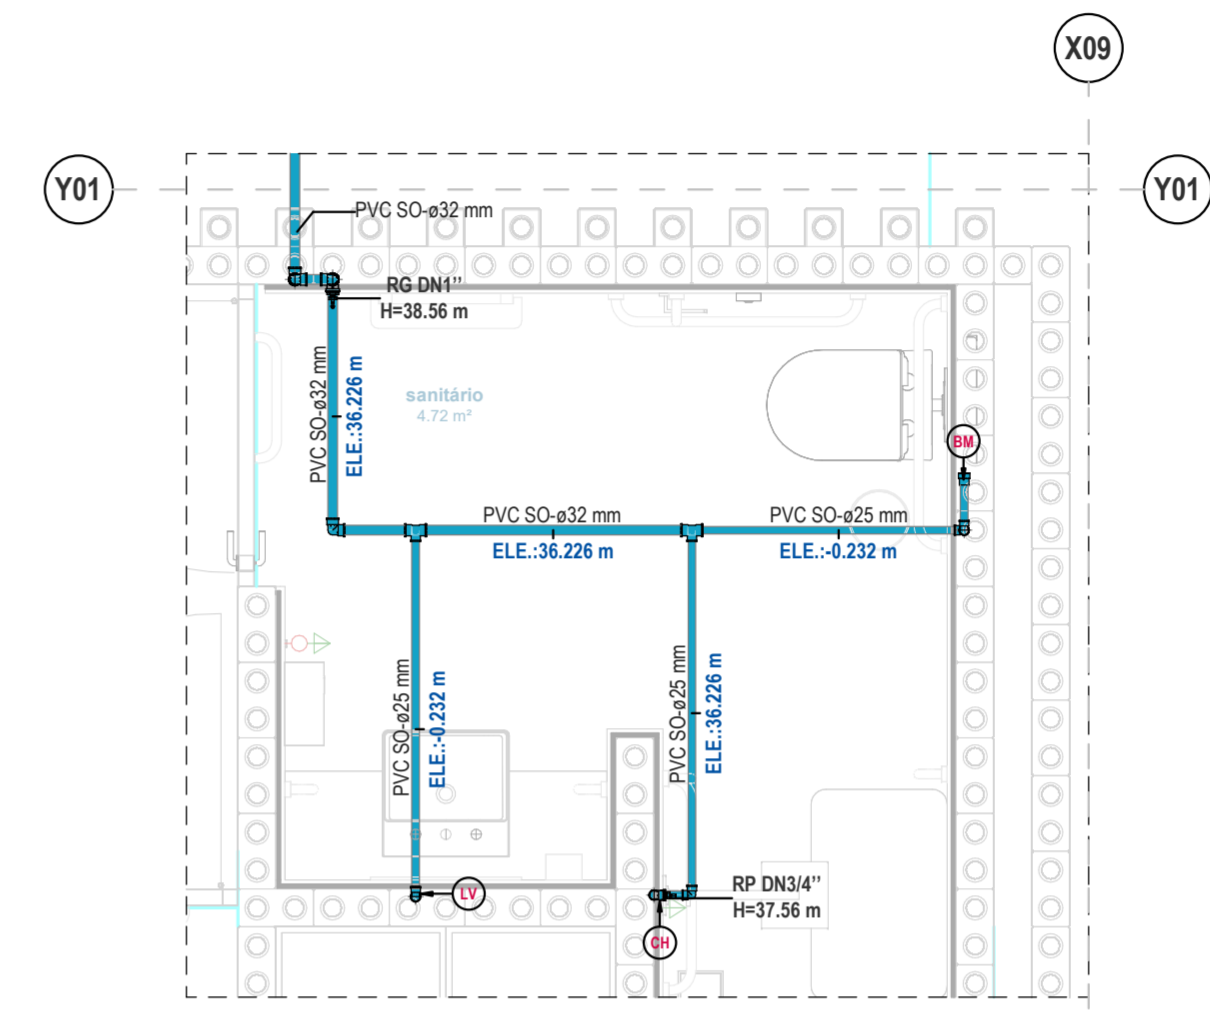 X09
Y01
Y01
PVC SO-ø32 mm
RG DN1’’
H=38.56 m
PVC SO-ø32 mm
ELE.:36.226 m
sanitário
4.72 m²
BM
PVC SO-ø32 mm
ELE.:36.226 m
PVC SO-ø25 mm
ELE.:-0.232 m
PVC SO-ø25 mm
ELE.:-0.232 m
PVC SO-ø25 mm
ELE.:36.226 m
LV
RP DN3/4’’
H=37.56 m
CH